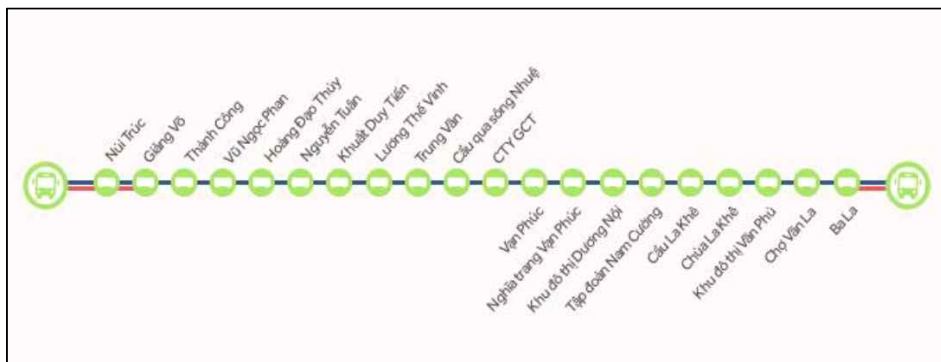 Núi Trúc
Giảng Võ
Thành Công
Vũ Ngọc Phan
Hoàng Đạo Thúy
Nguyễn Tuân
Khuất Duy Tiến
Lương Thế Vinh
Trung Văn
Cầu qua sông Nhuệ
CTY GCT
Vạn Phúc
Nghĩa trang Vạn Phúc
Khu đô thị Dương Nội
Tập đoàn Nam Cường
Cầu La Khê
Chùa La Khê
Khu đô thị Văn Phú
Chợ Văn La
Ba La